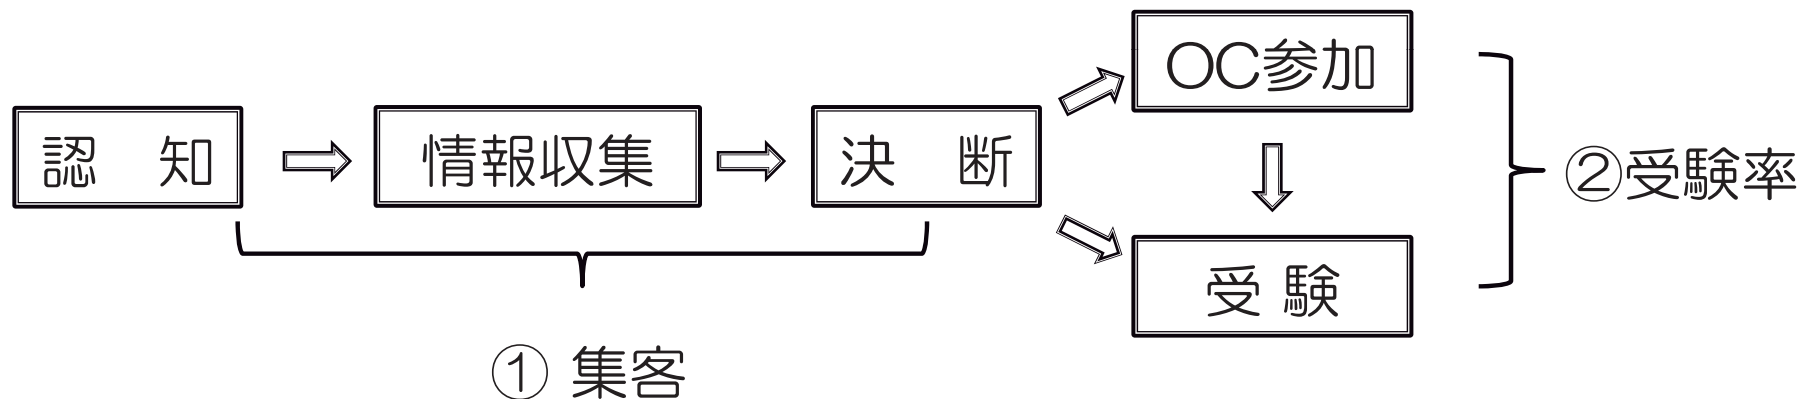 認　知
情報収集
決　断
OC参加
受 験
① 集客
②受験率